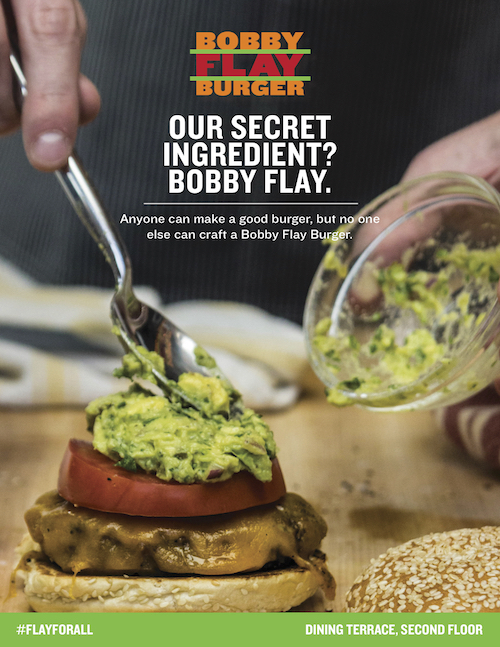 BOBBY
FLAY
BURGER
OUR SECRET
INGREDIENT?
BOBBY FLAY.
Anyone can make a good burger, but no one
else can craft a Bobby Flay Burger.
#FLAYFORALL
DINING TERRACE, SECOND FLOOR